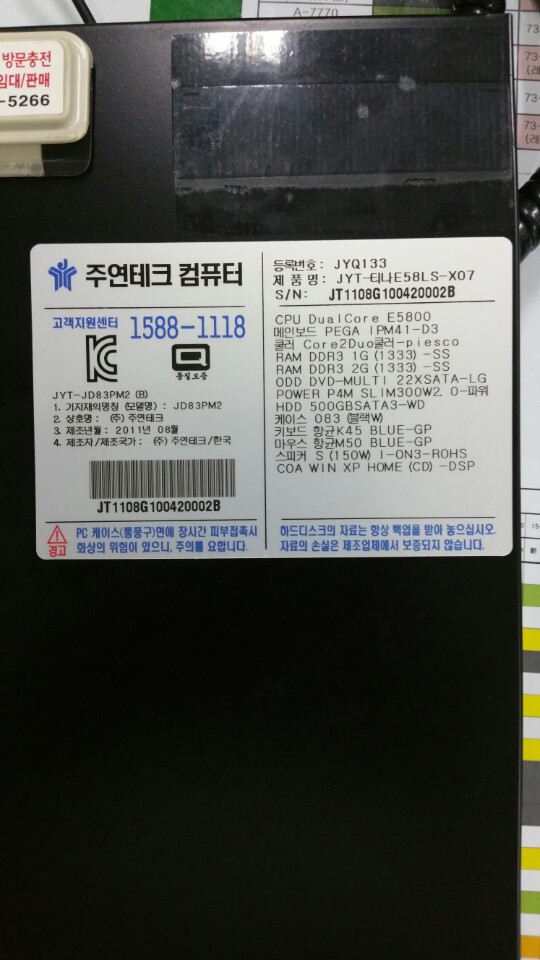 A-7770
방문충전
임대/판매
-5266
73-
73-
73-
73-
주연테크 컴퓨터
고객지원센터 1588-1118
품질보증
JYT-JD83PM2 (B)
1. 기자재의명칭 (모델명) : JD83PM2
2. 상호명 : (주) 주연테크
3. 제조년월 : 2011년 08월
4. 제조자/제조국가 : (주) 주연테크/한국
JT1108G100420002B
등록번호 : JYQ133
제 품 명 : JYT-티나E58LS-X07
S/N: JT1108G100420002B
CPU DualCore E5800
메인보드 PEGA IPM41-D3
쿨러 Core2Duo쿨러-piesco
RAM DDR3 1G (1333) -SS
RAM DDR3 2G (1333) -SS
ODD DVD-MULTI 22XSATA-LG
POWER P4M SLIM300W2. 0-파워
HDD 500GBSATA3-WD
케이스 083 (블랙W)
키보드 항균K45 BLUE-GP
마우스 항균M50 BLUE-GP
스피커 S (150W) I-ON3-ROHS
COA WIN XP HOME (CD) -DSP
경고
PC 케이스(통풍구)면에 장시간 피부접촉시
화상의 위험이 있으니, 주의를 요합니다.
하드디스크의 자료는 항상 백업을 받아 놓으십시오.
자료의 손실은 제조업체에서 보증되지 않습니다.